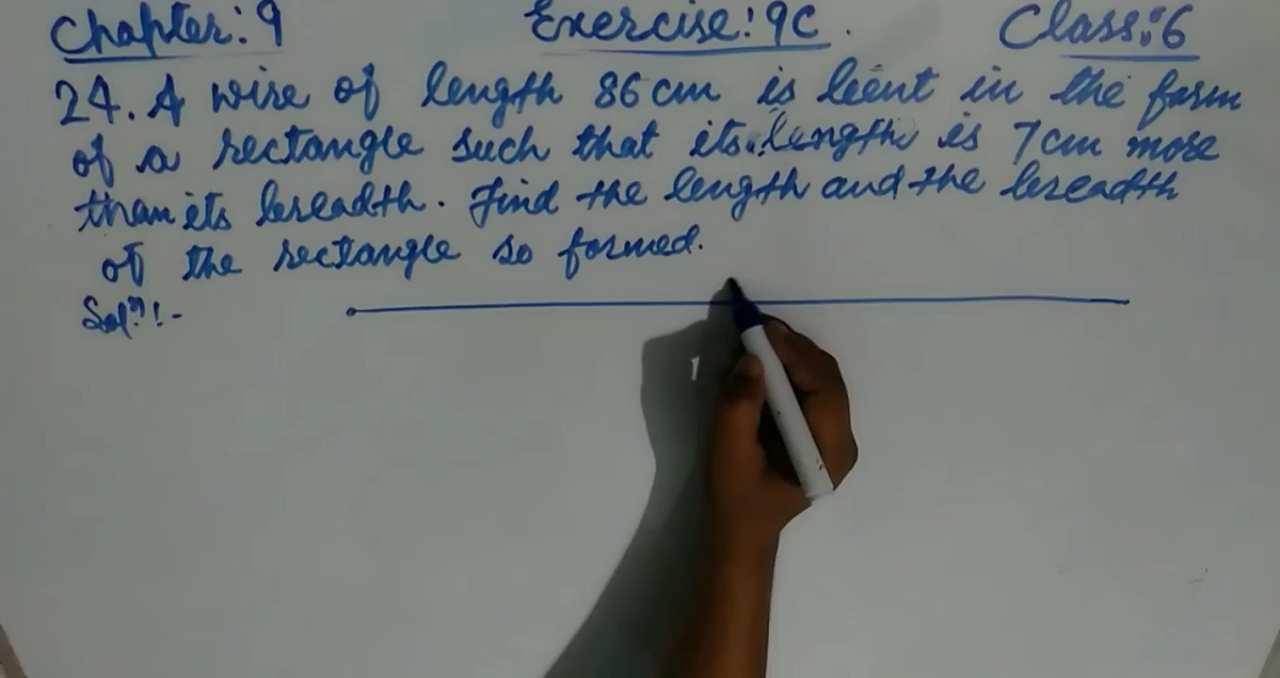 Chapter: 9 Exercise: 9C. Class: 6
24. A wire of length 86 cm is bent in the form
of a rectangle such that its length is 7 cm more
than its breadth. Find the length and the breadth
of the rectangle so formed.
Solⁿ:-